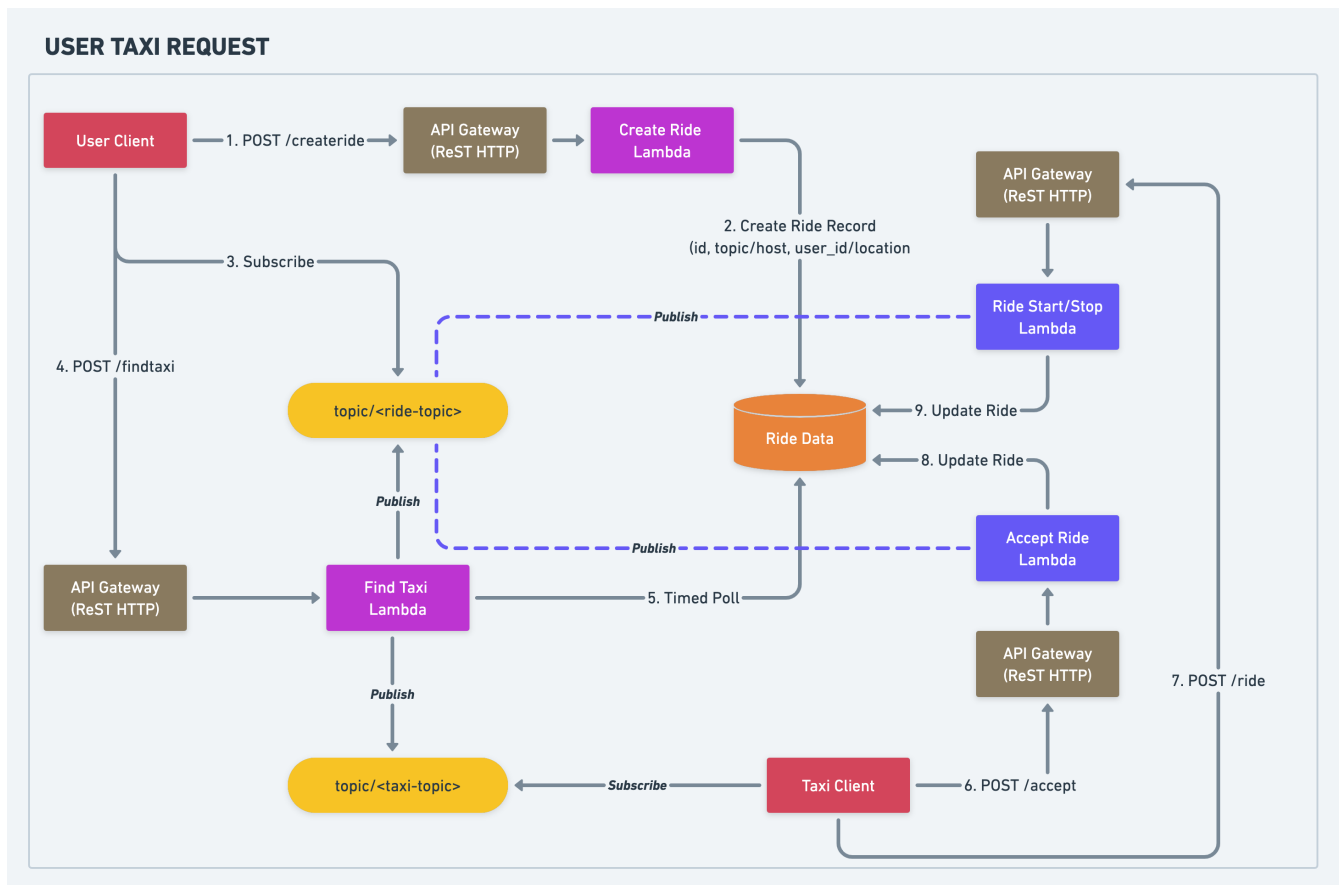 USER TAXI REQUEST
User Client
1. POST /createride
API Gateway
(ReST HTTP)
Create Ride
Lambda
API Gateway
(ReST HTTP)
2. Create Ride Record
(id, topic/host, user_id/location
3. Subscribe
Ride Start/Stop
Lambda
Publish
4. POST /findtaxi
topic/<ride-topic>
Ride Data
9. Update Ride
8. Update Ride
Publish
Publish
Accept Ride
Lambda
API Gateway
(ReST HTTP)
Find Taxi
Lambda
5. Timed Poll
API Gateway
(ReST HTTP)
7. POST /ride
Publish
topic/<taxi-topic>
Subscribe
Taxi Client
6. POST /accept